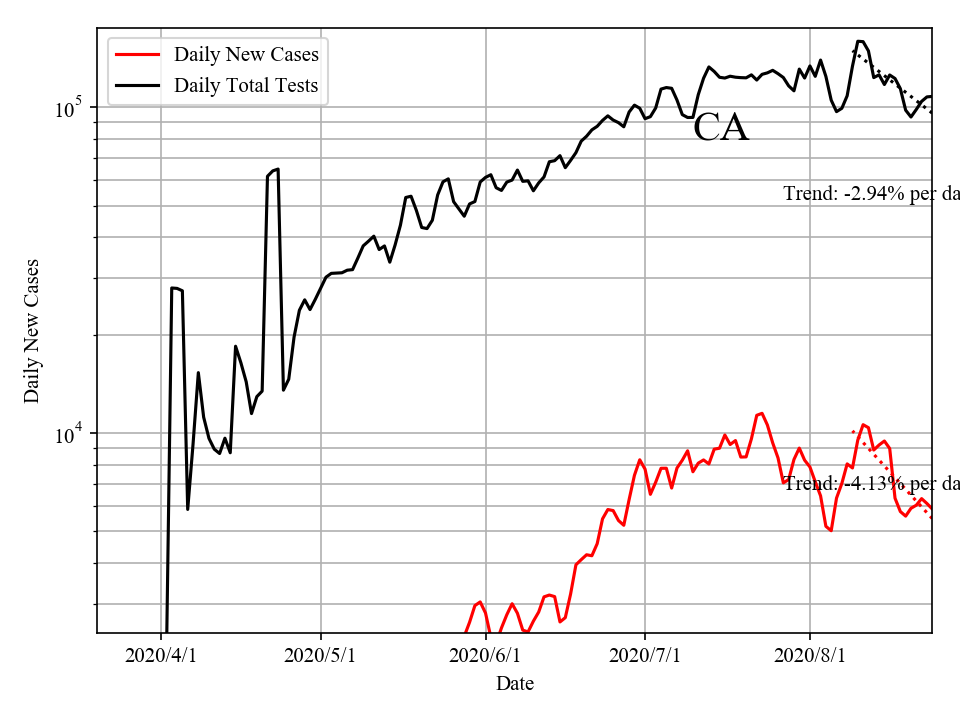 Daily New Cases
Daily Total Tests
10^5
CA
Trend: -2.94% per da
Daily New Cases
10^4
Trend: -4.13% per da
2020/4/1 2020/5/1 2020/6/1 2020/7/1 2020/8/1
Date